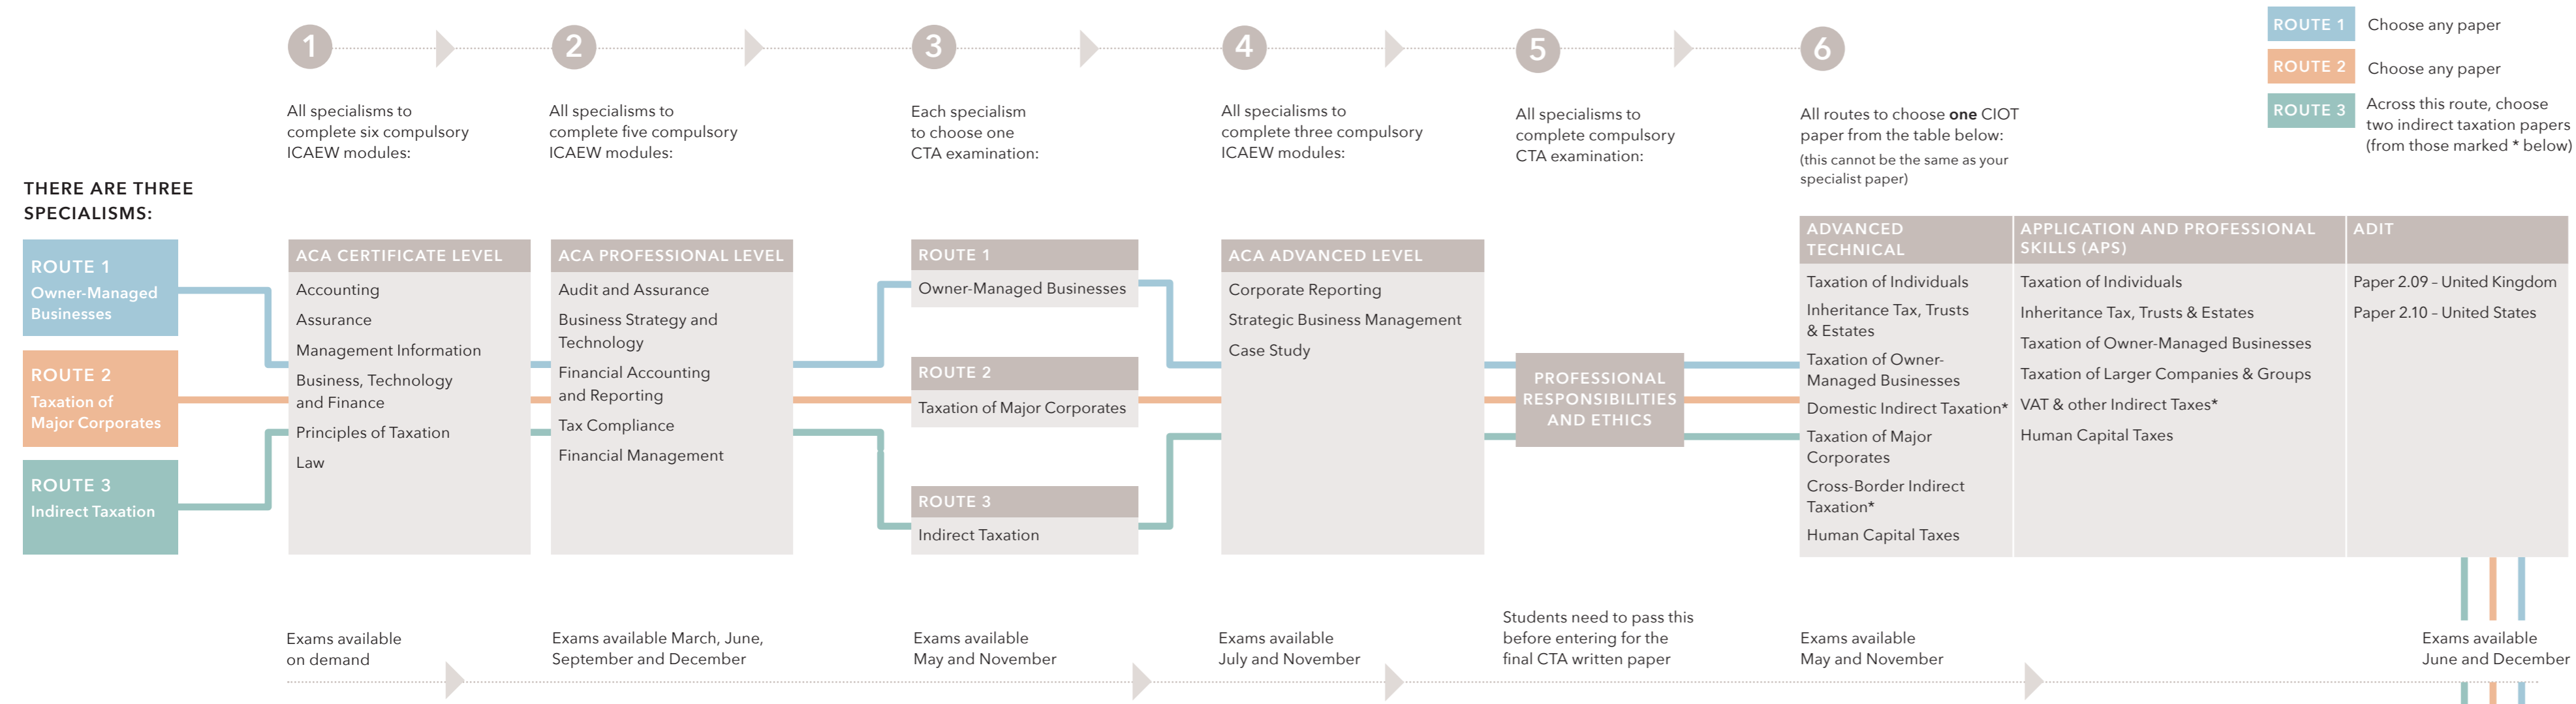 1
2
3
4
5
6
ROUTE 1
Choose any paper
ROUTE 2
Choose any paper
ROUTE 3
Across this route, choose
two indirect taxation papers
(from those marked * below)
All specialisms to
complete six compulsory
ICAEW modules:
All specialisms to
complete five compulsory
ICAEW modules:
Each specialism
to choose one
CTA examination:
All specialisms to
complete three compulsory
ICAEW modules:
All specialisms to
complete compulsory
CTA examination:
All routes to choose one CIOT
paper from the table below:
(this cannot be the same as your
specialist paper)
THERE ARE THREE
SPECIALISMS:
ROUTE 1
Owner-Managed
Businesses
ROUTE 2
Taxation of
Major Corporates
ROUTE 3
Indirect Taxation
ACA CERTIFICATE LEVEL
Accounting
Assurance
Management Information
Business, Technology
and Finance
Principles of Taxation
Law
ACA PROFESSIONAL LEVEL
Audit and Assurance
Business Strategy and
Technology
Financial Accounting
and Reporting
Tax Compliance
Financial Management
ROUTE 1
Owner-Managed Businesses
ROUTE 2
Taxation of Major Corporates
ROUTE 3
Indirect Taxation
ACA ADVANCED LEVEL
Corporate Reporting
Strategic Business Management
Case Study
PROFESSIONAL
RESPONSIBILITIES
AND ETHICS
ADVANCED
TECHNICAL
Taxation of Individuals
Inheritance Tax, Trusts
& Estates
Taxation of Owner-
Managed Businesses
Domestic Indirect Taxation*
Taxation of Major
Corporates
Cross-Border Indirect
Taxation*
Human Capital Taxes
APPLICATION AND PROFESSIONAL
SKILLS (APS)
Taxation of Individuals
Inheritance Tax, Trusts & Estates
Taxation of Owner-Managed Businesses
Taxation of Larger Companies & Groups
VAT & other Indirect Taxes*
Human Capital Taxes
ADIT
Paper 2.09 – United Kingdom
Paper 2.10 – United States
Exams available
on demand
Exams available March, June,
September and December
Exams available
May and November
Exams available
July and November
Students need to pass this
before entering for the
final CTA written paper
Exams available
May and November
Exams available
June and December